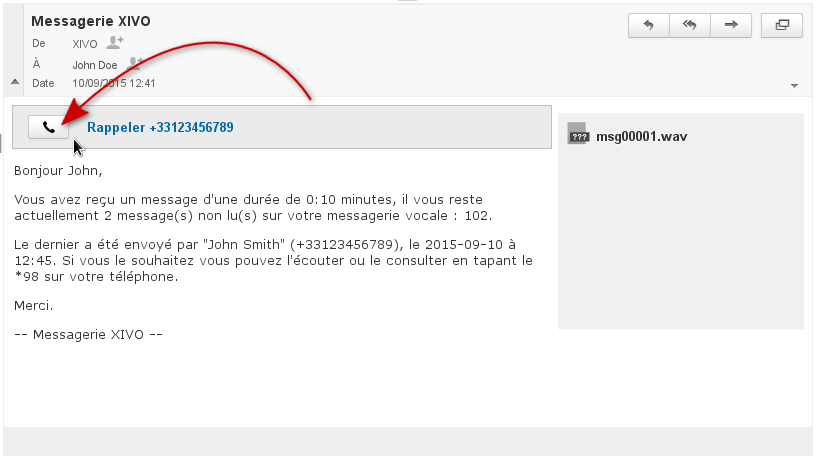 Messagerie XIVO
De XIVO
À John Doe
Date 10/09/2015 12:41
Rappeler +33123456789
??? msg00001.wav
Bonjour John,
Vous avez reçu un message d'une durée de 0:10 minutes, il vous reste
actuellement 2 message(s) non lu(s) sur votre messagerie vocale : 102.
Le dernier a été envoyé par "John Smith" (+33123456789), le 2015-09-10 à
12:45. Si vous le souhaitez vous pouvez l'écouter ou le consulter en tapant le
*98 sur votre téléphone.
Merci.
-- Messagerie XIVO --